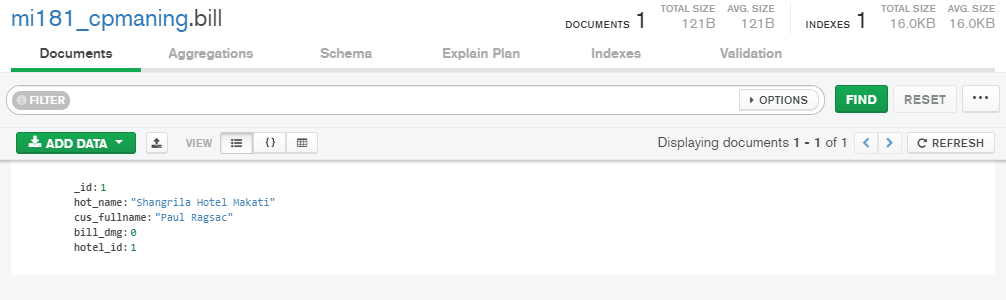 mi181_cpmaning.bill
DOCUMENTS 1 TOTAL SIZE 121B AVG. SIZE 121B INDEXES 1 TOTAL SIZE 16.0KB AVG. SIZE 16.0KB
Documents Aggregations Schema Explain Plan Indexes Validation
FILTER OPTIONS FIND RESET ...
ADD DATA VIEW {} Displaying documents 1 - 1 of 1 < > REFRESH
_id: 1
hot_name: "Shangrila Hotel Makati"
cus_fullname: "Paul Ragsac"
bill_dmg: 0
hotel_id: 1